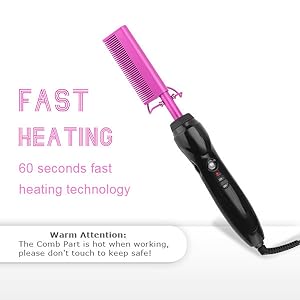 FAST
HEATING
60 seconds fast
heating technology
Warm Attention:
The Comb Part is hot when working,
please don't touch to keep safe!